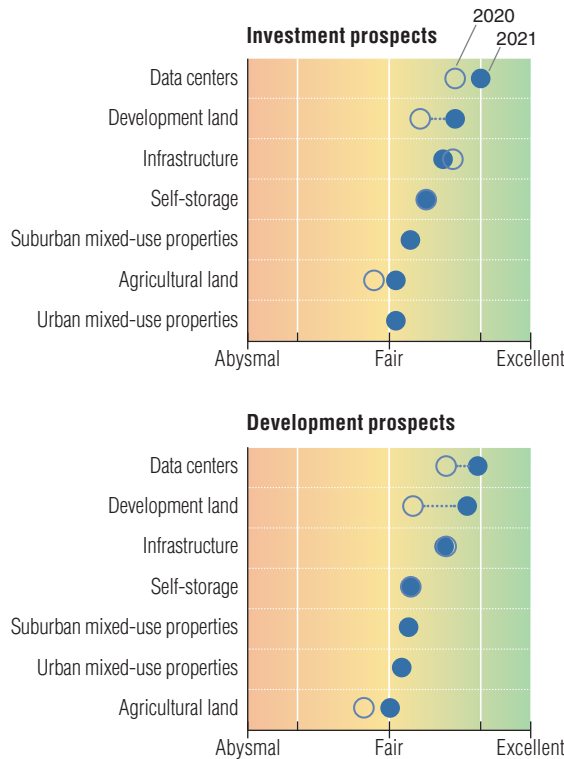 2020
Investment prospects
2021
Data centers
Development land
Infrastructure
Self-storage
Suburban mixed-use properties
Agricultural land
Urban mixed-use properties
Abysmal Fair Excellent
Development prospects
Data centers
Development land
Infrastructure
Self-storage
Suburban mixed-use properties
Urban mixed-use properties
Agricultural land
Abysmal Fair Excellent